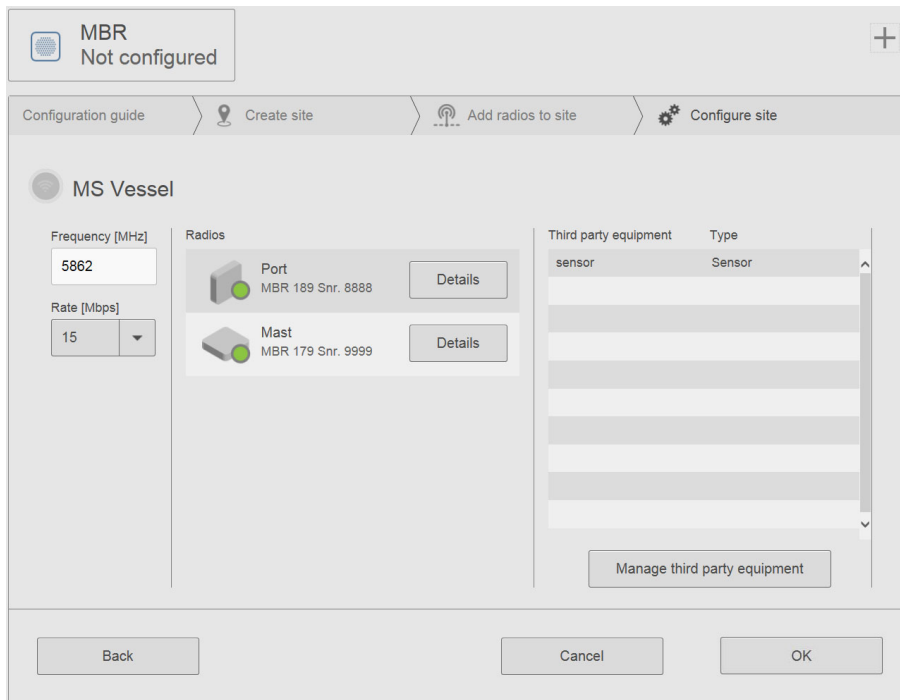 MBR
Not configured
Configuration guide
Create site
Add radios to site
Configure site
MS Vessel
Frequency [MHz]
5862
Rate [Mbps]
15
Radios
Port
MBR 189 Snr. 8888
Details
Mast
MBR 179 Snr. 9999
Details
Third party equipment Type
sensor Sensor
Manage third party equipment
Back
Cancel
OK